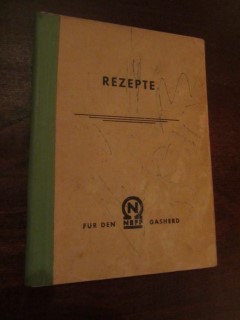 REZEPTE
N
FÜR DEN NEFF GASHERD